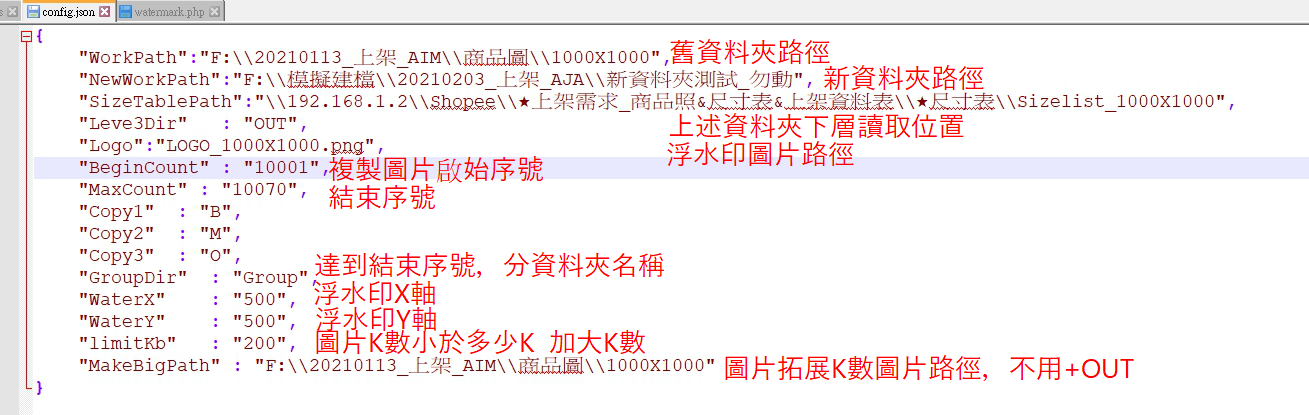 config.json watermark.php
{
"WorkPath":"F:\\20210113_上架_AIM\\商品圖\\1000X1000", 舊資料夾路徑
"NewWorkPath":"F:\\模擬建檔\\20210203_上架_AJA\\新資料夾測試_勿動", 新資料夾路徑
"SizeTablePath":"\\192.168.1.2\\Shopee\\★上架需求_商品照&尺寸表&上架資料表\\★尺寸表\\Sizelist_1000X1000",
"Leve3Dir" : "OUT", 上述資料夾下層讀取位置
"Logo":"LOGO_1000X1000.png", 浮水印圖片路徑
"BeginCount" : "10001", 複製圖片啟始序號
"MaxCount" : "10070", 結束序號
"Copy1" : "B",
"Copy2" : "M",
"Copy3" : "O",
"GroupDir" : "Group", 達到結束序號，分資料夾名稱
"WaterX" : "500", 浮水印X軸
"WaterY" : "500", 浮水印Y軸
"limitKb" : "200", 圖片K數小於多少K 加大K數
"MakeBigPath" : "F:\\20210113_上架_AIM\\商品圖\\1000X1000" 圖片拓展K數圖片路徑，不用+OUT
}